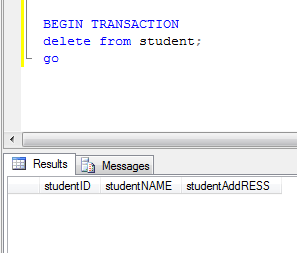 BEGIN TRANSACTION
delete from student;
go
Results Messages
studentID studentNAME studentAddRESS